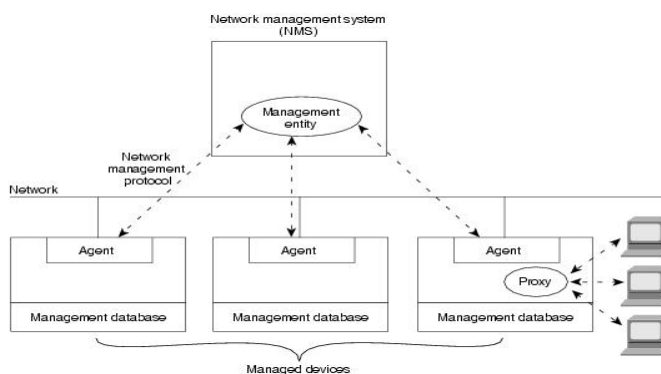 Network management system
(NMS)
Management
entity
Network
management
protocol
Network
Agent
Agent
Agent
Proxy
Management database
Management database
Management database
Managed devices